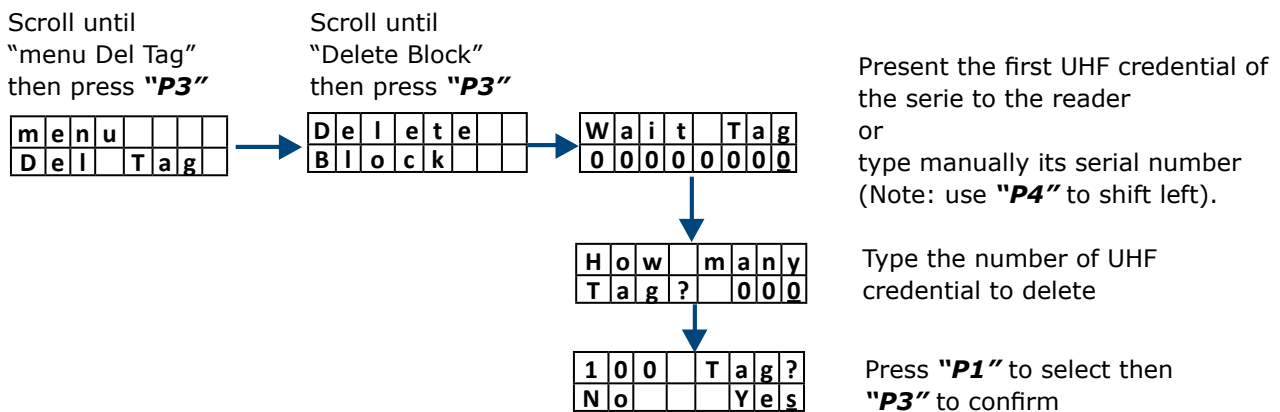 Scroll until
“menu Del Tag”
then press “P3”
menu
Del Tag
Scroll until
“Delete Block”
then press “P3”
Delete
Block
Wait Tag
00000000
Present the first UHF credential of
the serie to the reader
or
type manually its serial number
(Note: use “P4” to shift left).
How many
Tag? 000
Type the number of UHF
credential to delete
100 Tag?
No Yes
Press “P1” to select then
“P3” to confirm